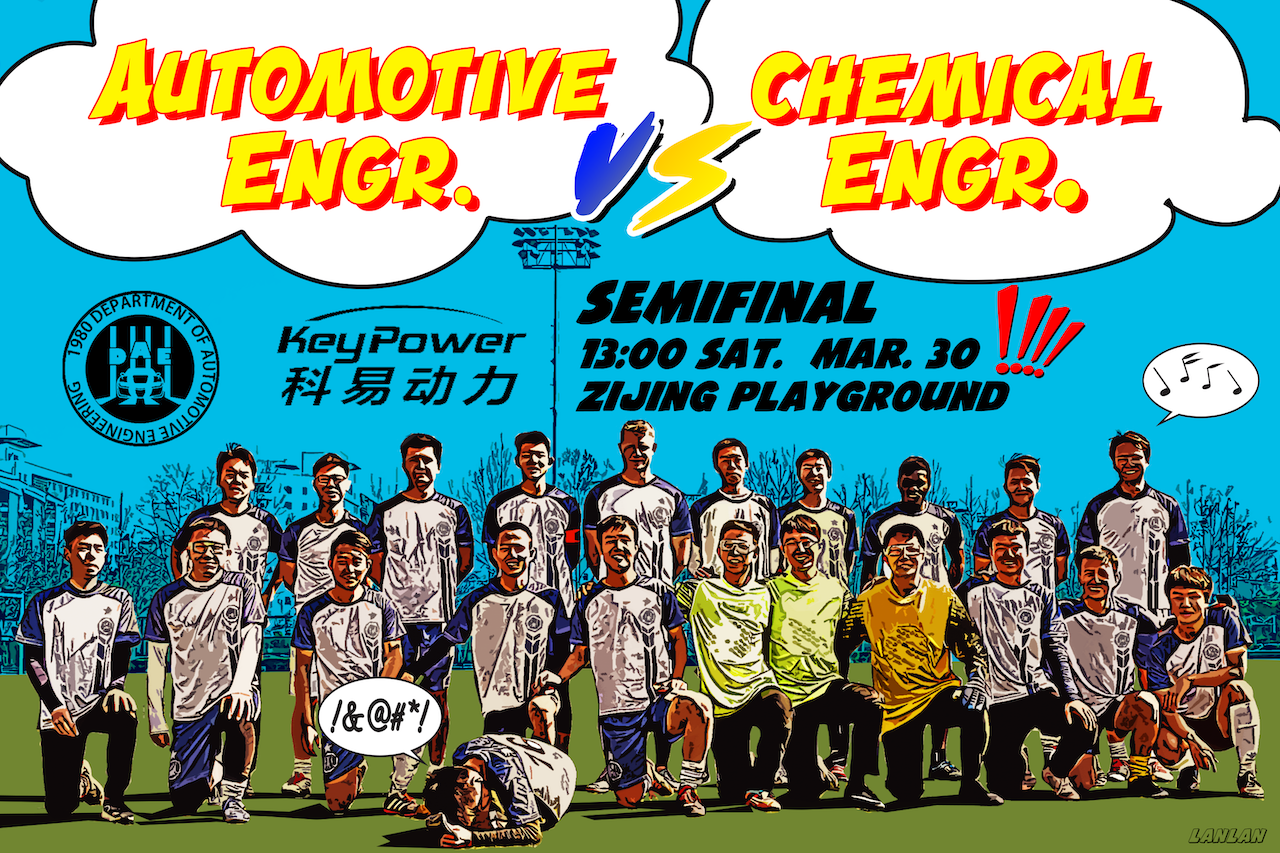 AUTOMOTIVE
ENGR.
VS
CHEMICAL
ENGR.
1980 DEPARTMENT OF AUTOMOTIVE ENGINEERING
DAE
KeyPower
科易动力
SEMIFINAL
13:00 SAT. MAR. 30 !!!!
ZIJING PLAYGROUND
!&@#*!
LANLAN